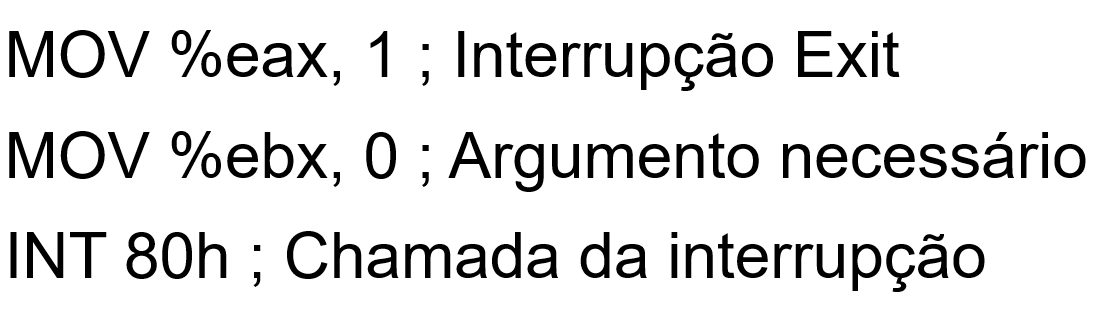 MOV %eax, 1 ; Interrupção Exit
MOV %ebx, 0 ; Argumento necessário
INT 80h ; Chamada da interrupção